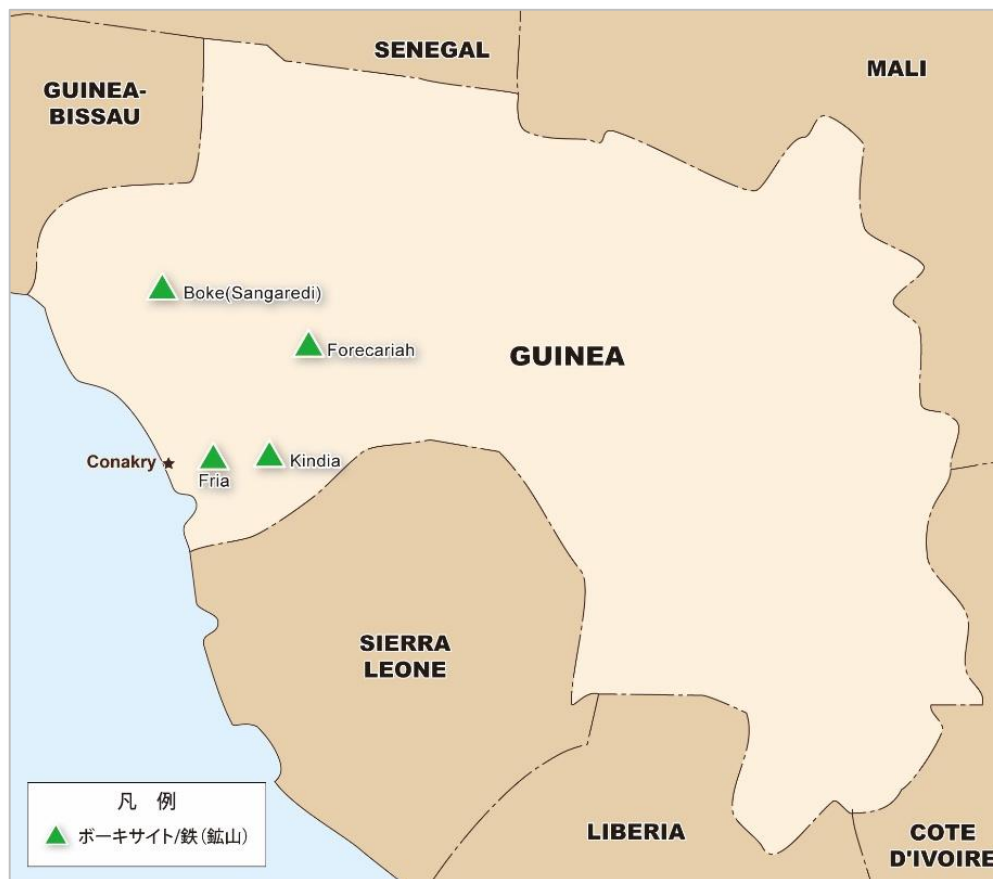 SENEGAL
MALI
GUINEA-
BISSAU
Boke(Sangaredi)
Forecariah
GUINEA
Conakry
Kindia
Fria
SIERRA
LEONE
凡 例
ボーキサイト/鉄(鉱山)
LIBERIA
COTE
D'IVOIRE